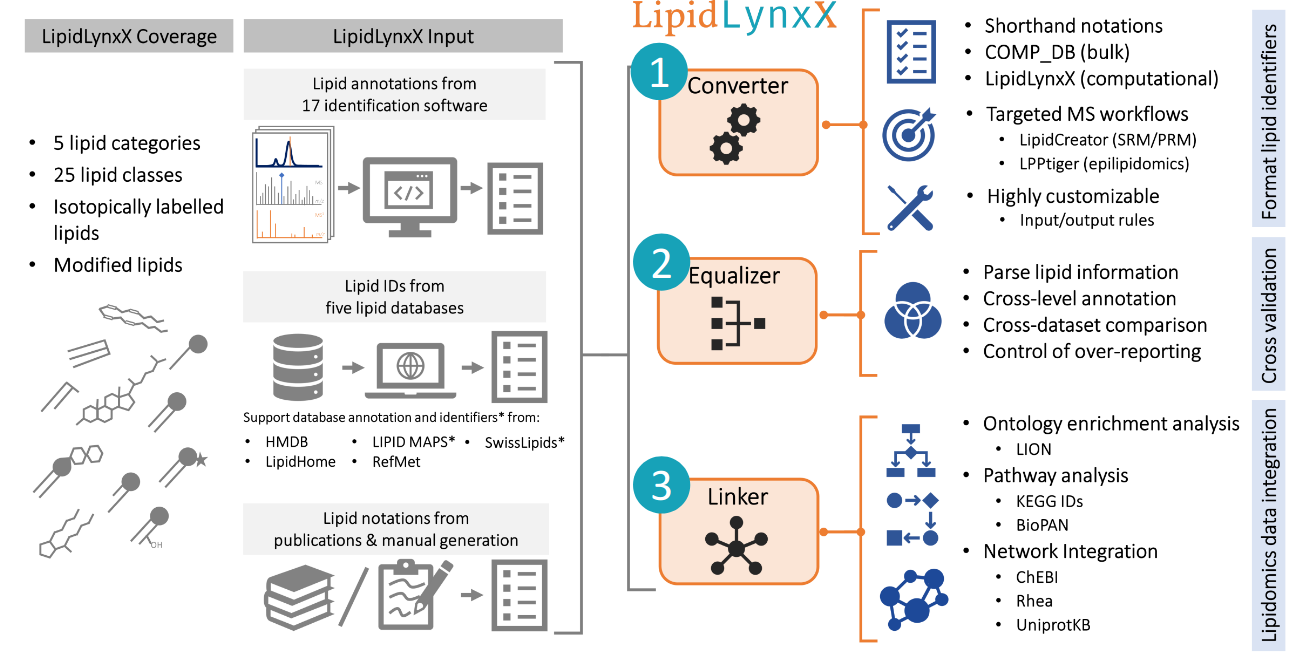 LipidLynxX Coverage
5 lipid categories
25 lipid classes
Isotopically labelled
lipids
Modified lipids
OH
LipidLynxX Input
Lipid annotations from
17 identification software
</>
Lipid IDs from
five lipid databases
Support database annotation and identifiers* from:
• HMDB • LIPID MAPS* • SwissLipids*
• LipidHome • RefMet
Lipid notations from
publications & manual generation
LipidLynxX
1
Converter
• Shorthand notations
• COMP_DB (bulk)
• LipidLynxX (computational)
• Targeted MS workflows
• LipidCreator (SRM/PRM)
• LPPtiger (epilipidomics)
• Highly customizable
• Input/output rules
Format lipid identifiers
2
Equalizer
• Parse lipid information
• Cross-level annotation
• Cross-dataset comparison
• Control of over-reporting
Cross validation
3
Linker
• Ontology enrichment analysis
• LION
• Pathway analysis
• KEGG IDs
• BioPAN
• Network Integration
• ChEBI
• Rhea
• UniprotKB
Lipidomics data integration